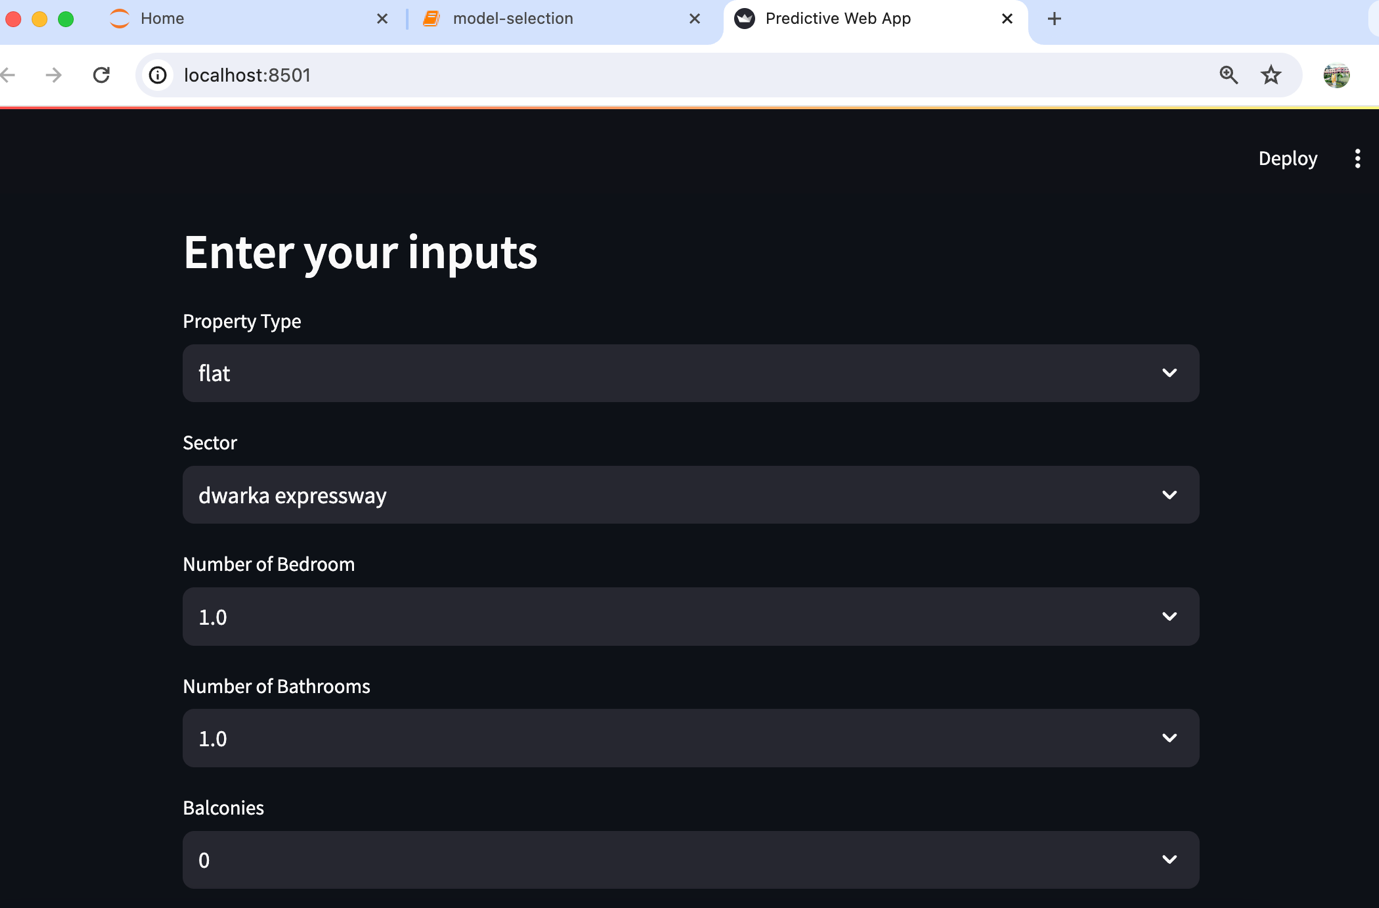 Home
model-selection
Predictive Web App
localhost:8501
Deploy
Enter your inputs
Property Type
flat
Sector
dwarka expressway
Number of Bedroom
1.0
Number of Bathrooms
1.0
Balconies
0